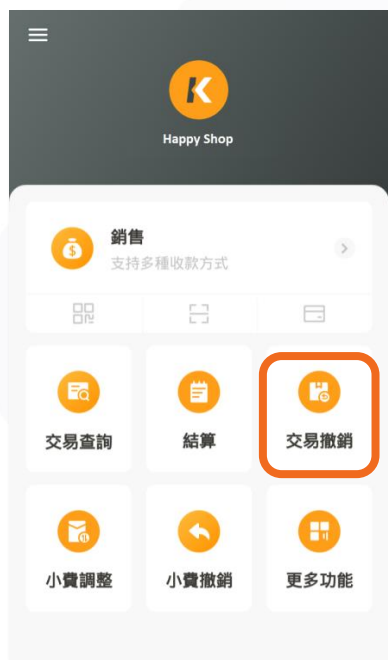 Happy Shop
銷售
支持多種收款方式
交易查詢
結算
交易撤銷
小費調整
小費撤銷
更多功能